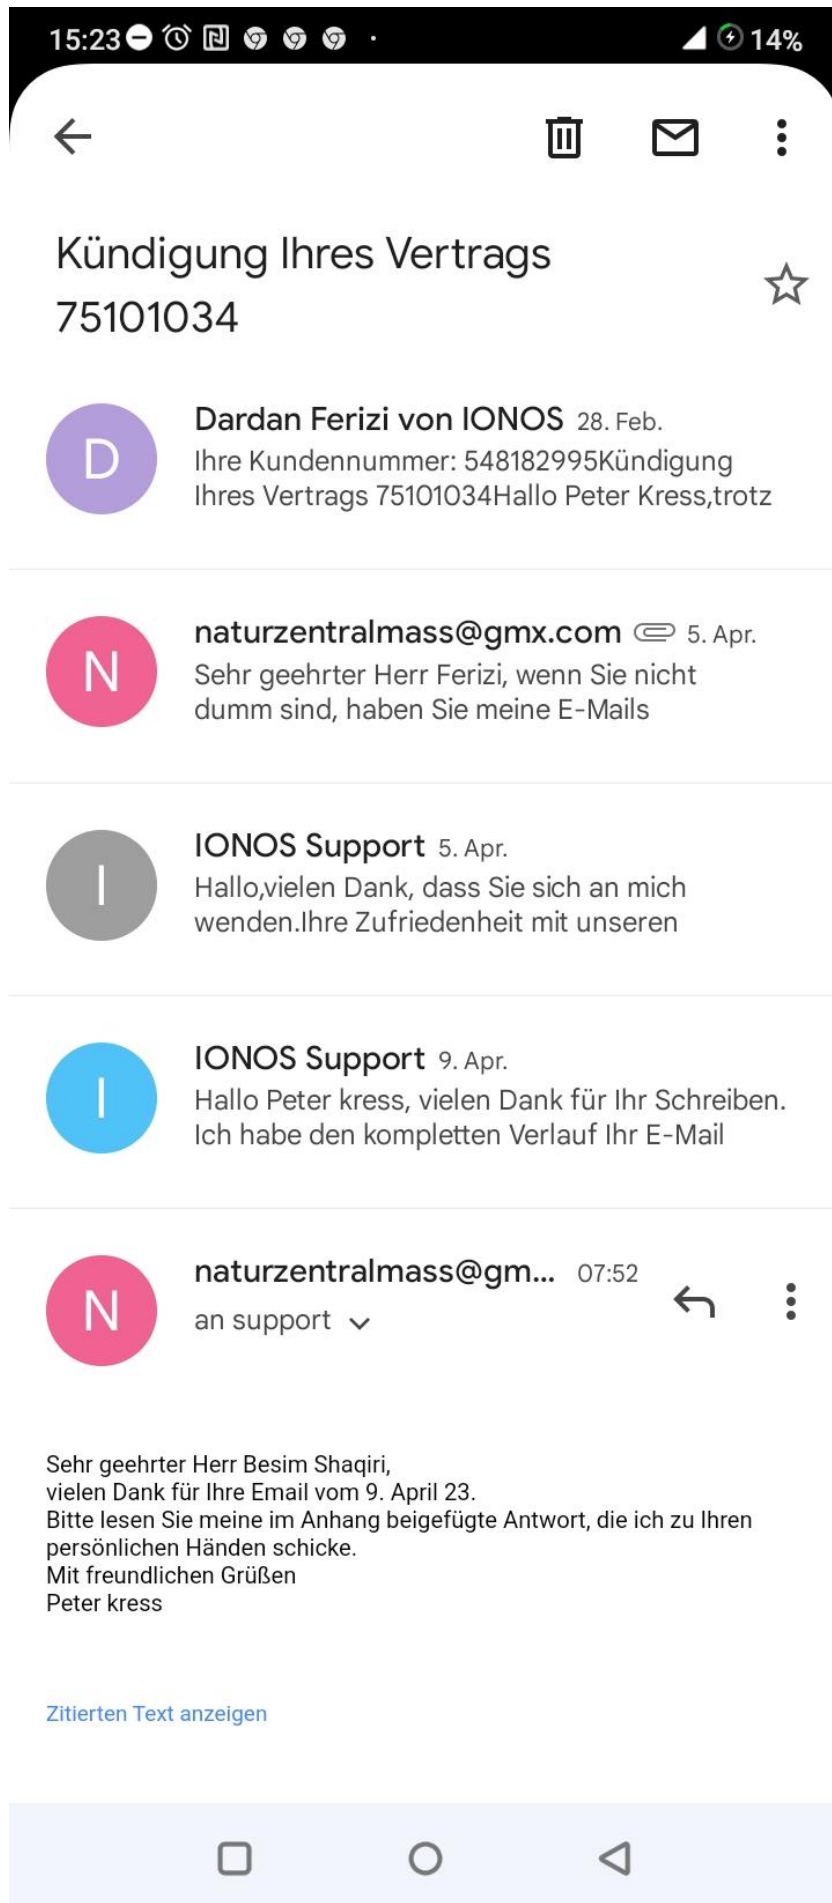 15:23
14%
Kündigung Ihres Vertrags
75101034
D
Dardan Ferizi von IONOS 28. Feb.
Ihre Kundennummer: 548182995Kündigung
Ihres Vertrags 75101034Hallo Peter Kress,trotz
N
naturzentralmass@gmx.com 5. Apr.
Sehr geehrter Herr Ferizi, wenn Sie nicht
dumm sind, haben Sie meine E-Mails
I
IONOS Support 5. Apr.
Hallo,vielen Dank, dass Sie sich an mich
wenden.Ihre Zufriedenheit mit unseren
I
IONOS Support 9. Apr.
Hallo Peter kress, vielen Dank für Ihr Schreiben.
Ich habe den kompletten Verlauf Ihr E-Mail
N
naturzentralmass@gm... 07:52
an support
Sehr geehrter Herr Besim Shaqiri,
vielen Dank für Ihre Email vom 9. April 23.
Bitte lesen Sie meine im Anhang beigefügte Antwort, die ich zu Ihren
persönlichen Händen schicke.
Mit freundlichen Grüßen
Peter kress
Zitierten Text anzeigen